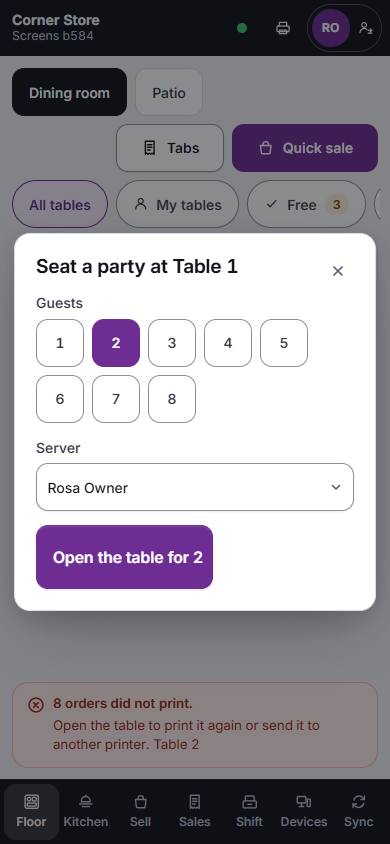 Corner Store
Screens b584
RO
Dining room
Patio
Tabs
Quick sale
All tables
My tables
Free 3
Seat a party at Table 1
Guests
1 2 3 4 5
6 7 8
Server
Rosa Owner
Open the table for 2
8 orders did not print.
Open the table to print it again or send it to
another printer. Table 2
Floor Kitchen Sell Sales Shift Devices Sync